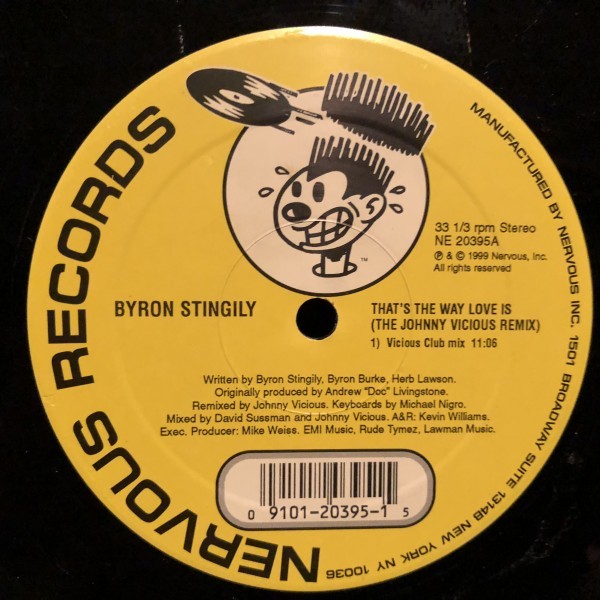 NERVOUS RECORDS
MANUFACTURED BY NERVOUS INC. 1501 BROADWAY SUITE 1314B NEW YORK NY 10036
TM
33 1/3 rpm Stereo
NE 20395A
℗ & © 1999 Nervous, Inc.
All rights reserved
BYRON STINGILY
THAT'S THE WAY LOVE IS
(THE JOHNNY VICIOUS REMIX)
1) Vicious Club mix 11:06
Written by Byron Stingily, Byron Burke, Herb Lawson.
Originally produced by Andrew "Doc" Livingstone.
Remixed by Johnny Vicious. Keyboards by Michael Nigro.
Mixed by David Sussman and Johnny Vicious. A&R: Kevin Williams.
Exec. Producer: Mike Weiss. EMI Music, Rude Tymez, Lawman Music.
0 9101-20395-1 5